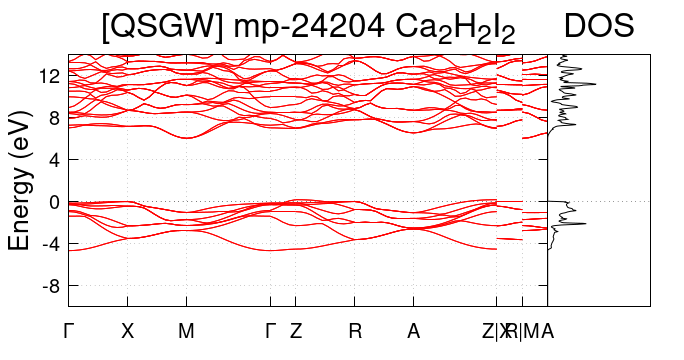 [QSGW] mp-24204 Ca2H2I2 DOS
Energy (eV)
12
8
4
0
-4
-8
Γ X M Γ Z R A Z|X R|M A